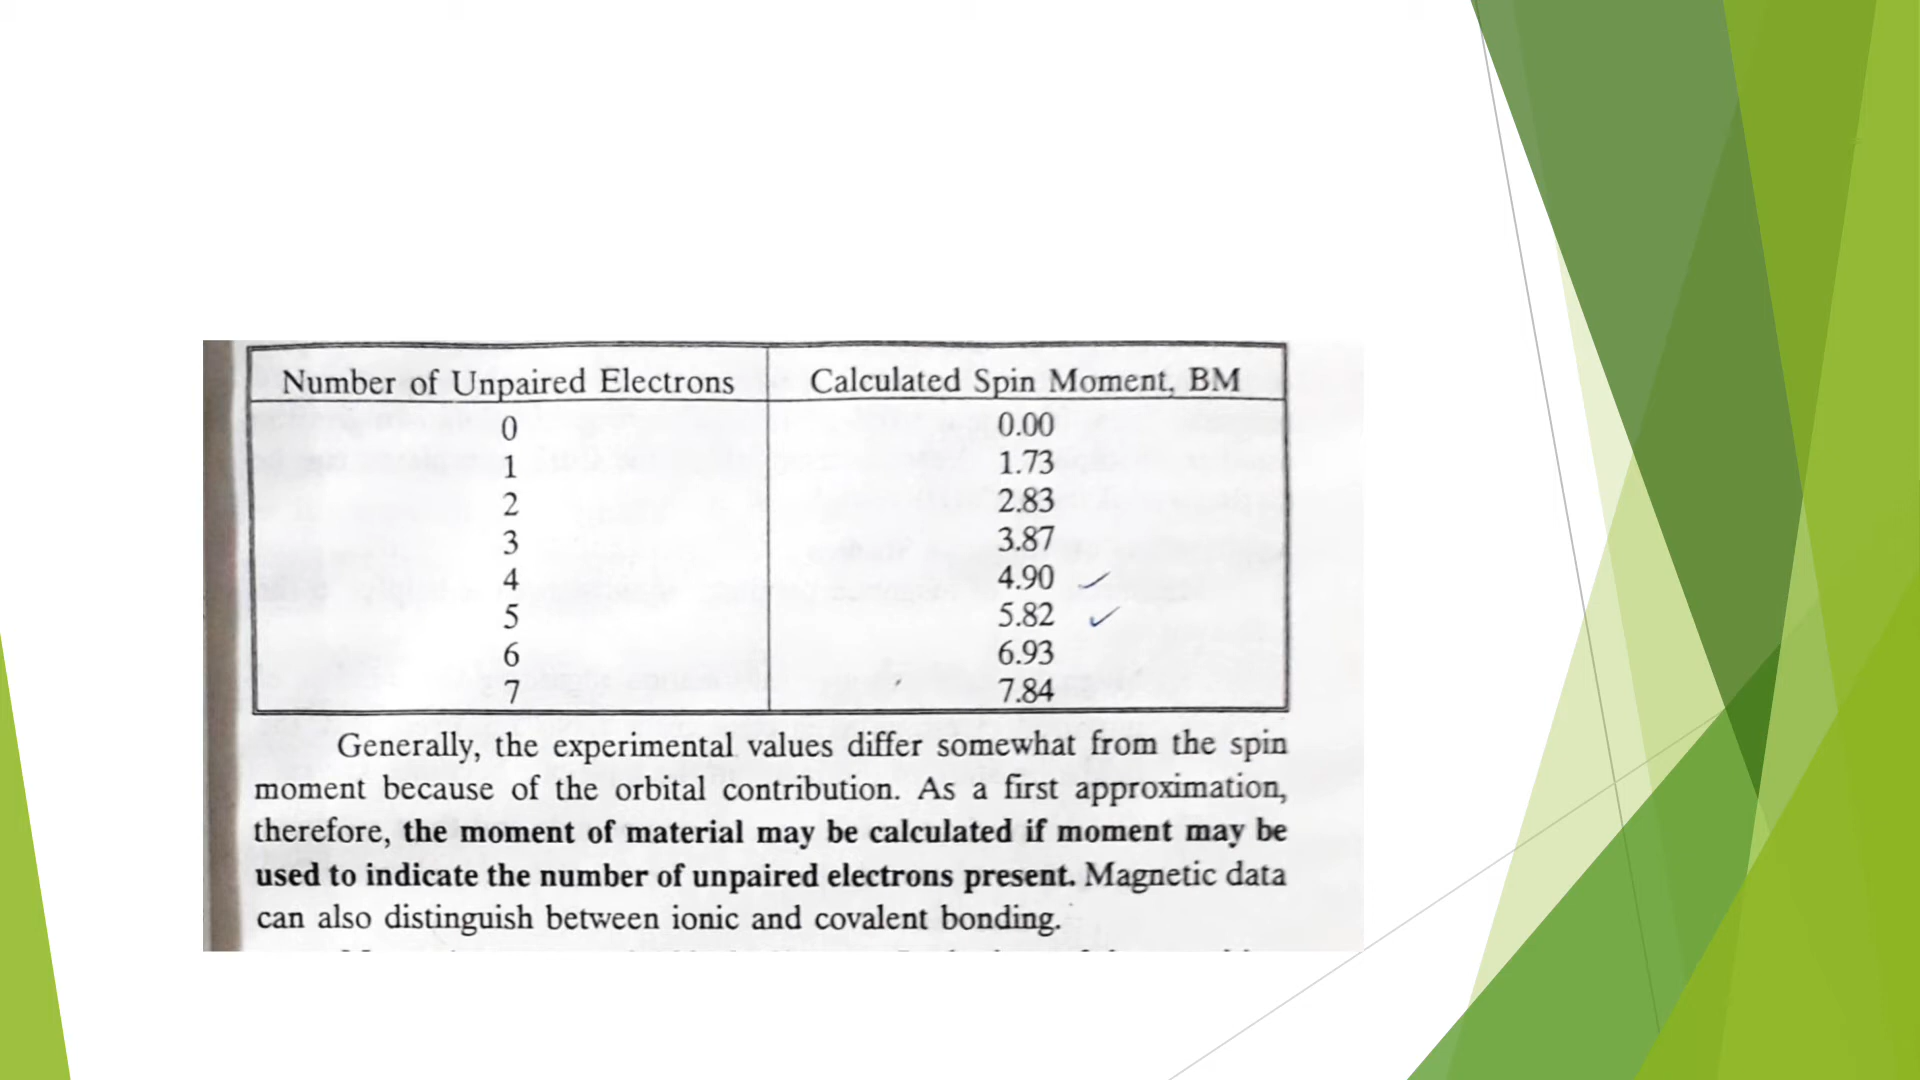 Number of Unpaired Electrons Calculated Spin Moment, BM
0 0.00
1 1.73
2 2.83
3 3.87
4 4.90
5 5.82
6 6.93
7 7.84
Generally, the experimental values differ somewhat from the spin
moment because of the orbital contribution. As a first approximation,
therefore, the moment of material may be calculated if moment may be
used to indicate the number of unpaired electrons present. Magnetic data
can also distinguish between ionic and covalent bonding.